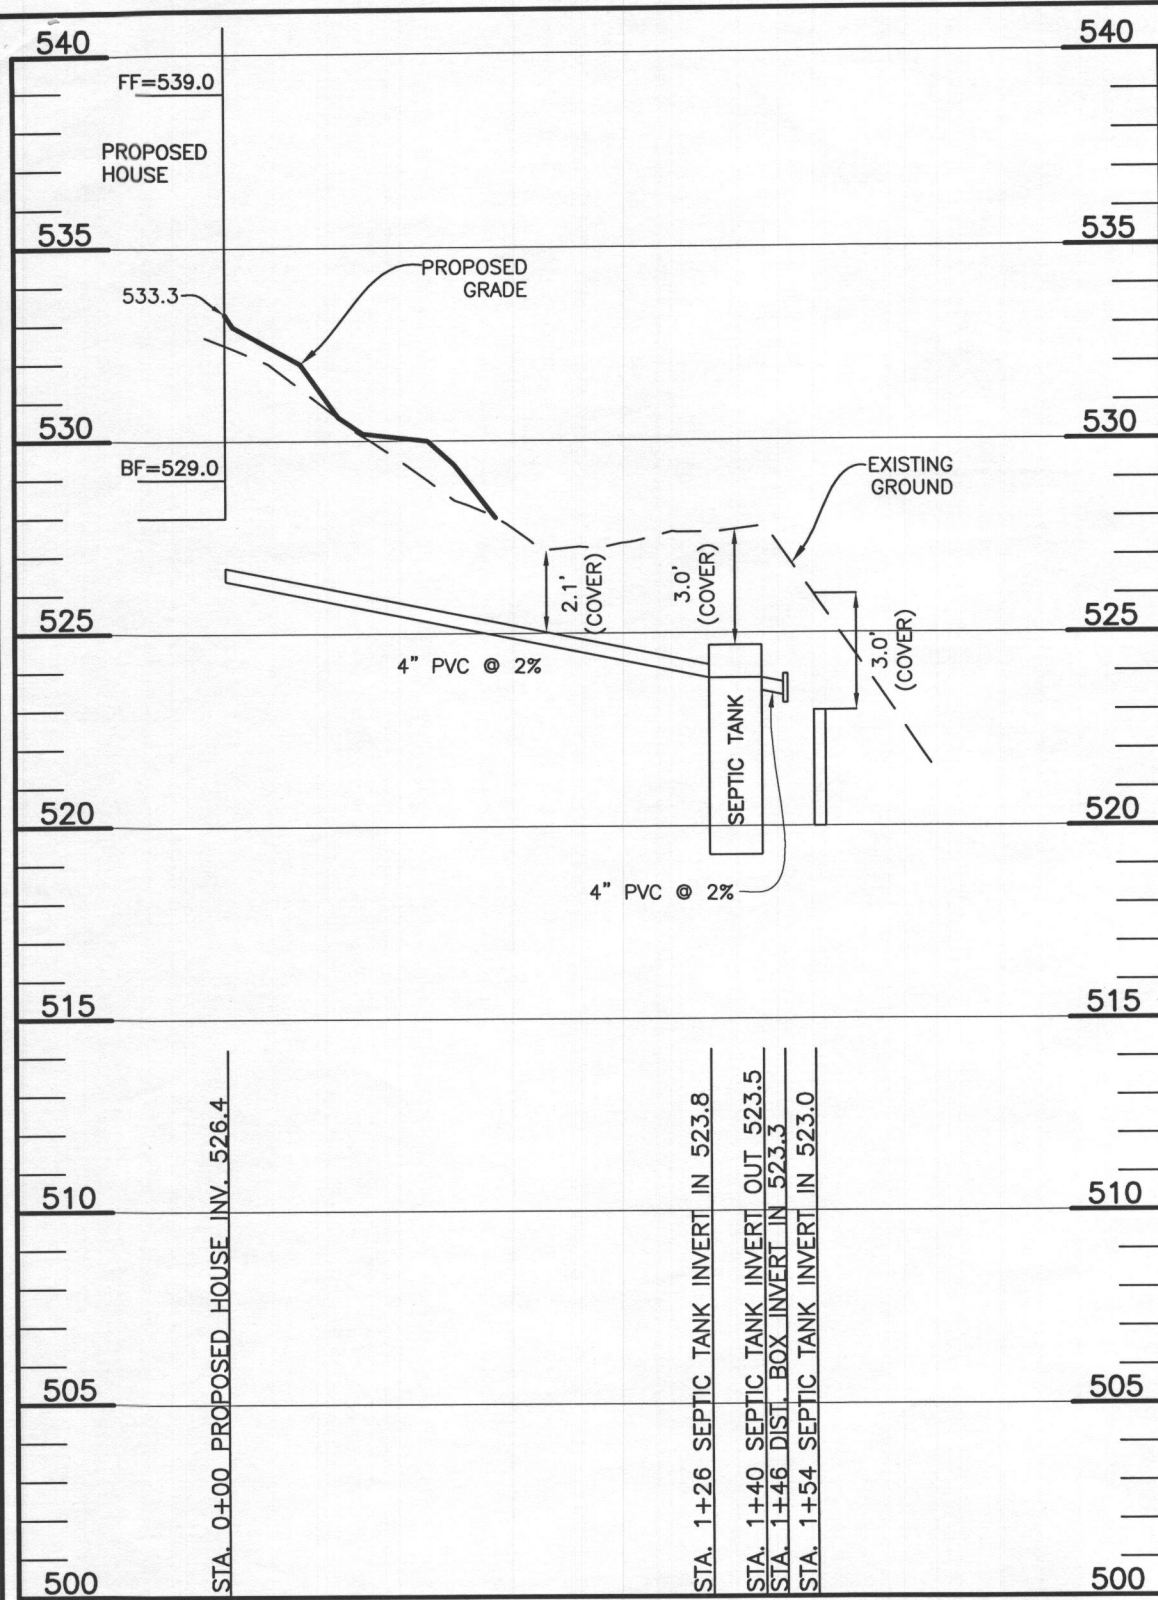 540
540
FF=539.0
PROPOSED
HOUSE
535
535
PROPOSED
GRADE
533.3
530
530
BF=529.0
EXISTING
GROUND
2.1'
(COVER)
3.0'
(COVER)
525
525
3.0'
(COVER)
4" PVC @ 2%
SEPTIC TANK
520
520
4" PVC @ 2%
515
515
STA. 0+00 PROPOSED HOUSE INV. 526.4
STA. 1+26 SEPTIC TANK INVERT IN 523.8
STA. 1+40 SEPTIC TANK INVERT OUT 523.5
STA. 1+46 DIST. BOX INVERT IN 523.3
STA. 1+54 SEPTIC TANK INVERT IN 523.0
510
510
505
505
500
500